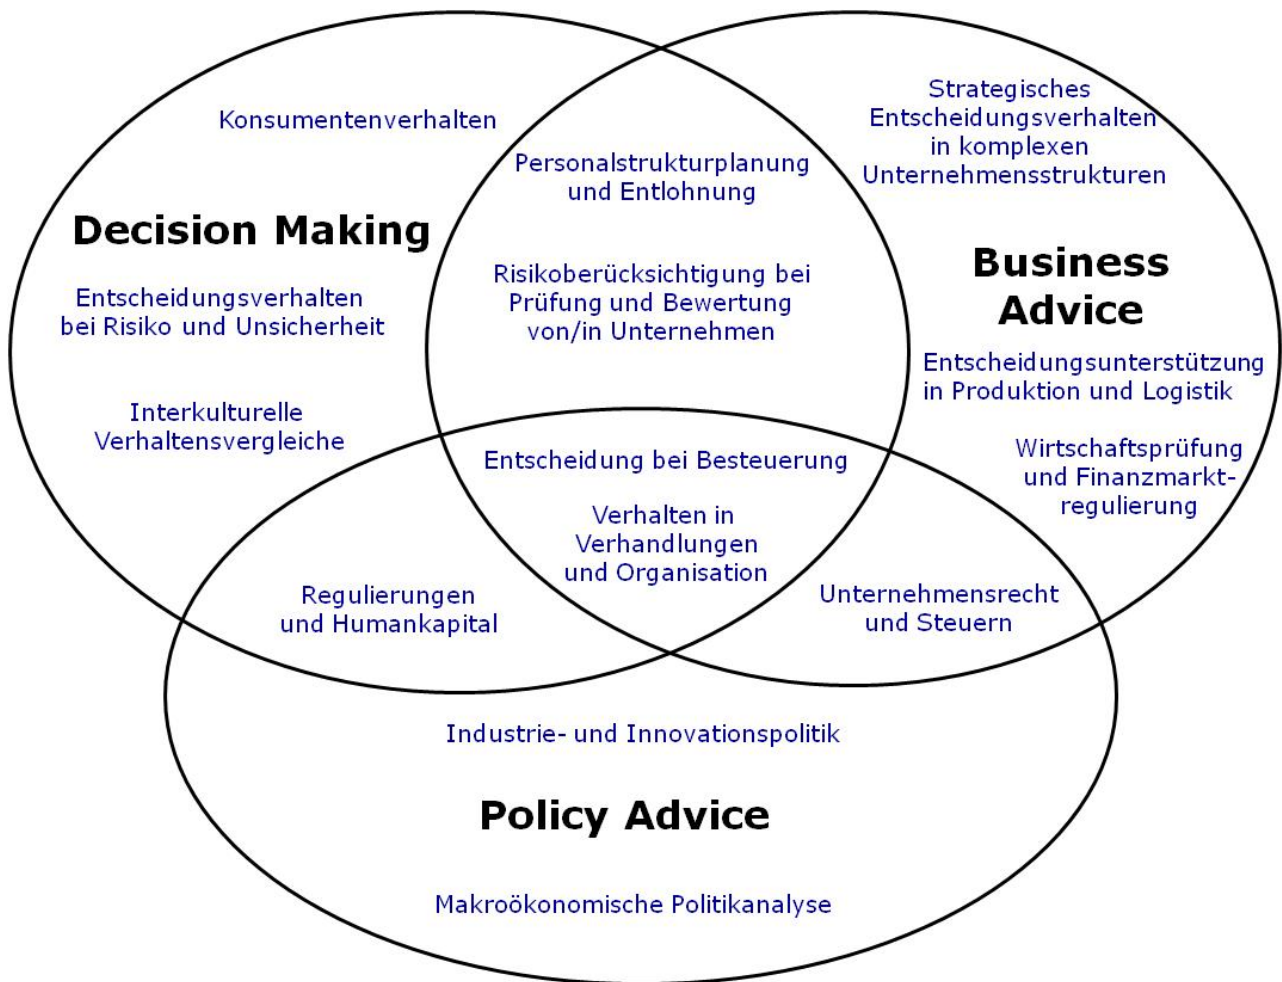 Konsumentenverhalten
Decision Making
Entscheidungsverhalten
bei Risiko und Unsicherheit
Interkulturelle
Verhaltensvergleiche
Personalstrukturplanung
und Entlohnung
Risikoberücksichtigung bei
Prüfung und Bewertung
von/in Unternehmen
Strategisches
Entscheidungsverhalten
in komplexen
Unternehmensstrukturen
Business
Advice
Entscheidungsunterstützung
in Produktion und Logistik
Wirtschaftsprüfung
und Finanzmarkt-
regulierung
Entscheidung bei Besteuerung
Verhalten in
Verhandlungen
und Organisation
Regulierungen
und Humankapital
Unternehmensrecht
und Steuern
Industrie- und Innovationspolitik
Policy Advice
Makroökonomische Politikanalyse